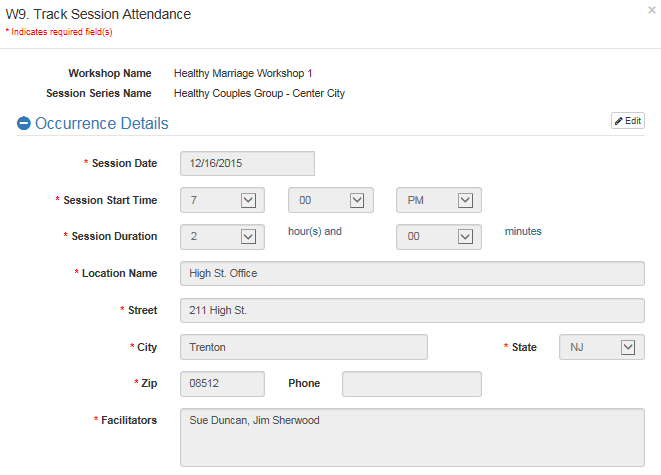 W9. Track Session Attendance ×
* Indicates required field(s)
Workshop Name Healthy Marriage Workshop 1
Session Series Name Healthy Couples Group - Center City
Occurrence Details Edit
* Session Date 12/16/2015
* Session Start Time 7 00 PM
* Session Duration 2 hour(s) and 00 minutes
* Location Name High St. Office
* Street 211 High St.
* City Trenton * State NJ
* Zip 08512 Phone
* Facilitators Sue Duncan, Jim Sherwood